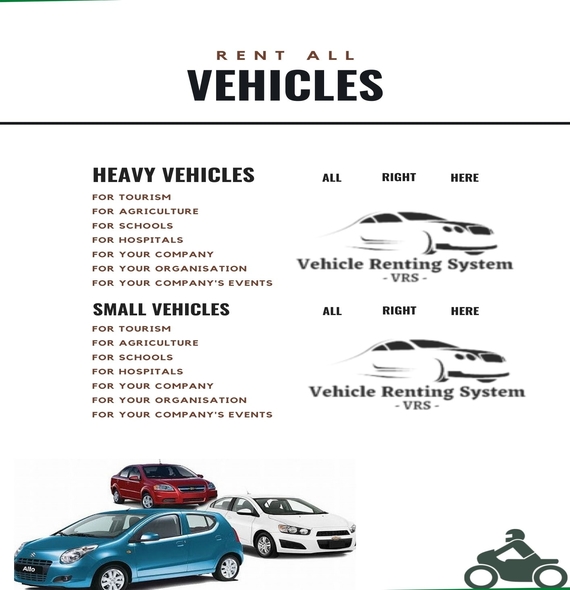 RENT ALL
VEHICLES
HEAVY VEHICLES
FOR TOURISM
FOR AGRICULTURE
FOR SCHOOLS
FOR HOSPITALS
FOR YOUR COMPANY
FOR YOUR ORGANISATION
FOR YOUR COMPANY'S EVENTS
ALL RIGHT HERE
Vehicle Renting System
- VRS -
SMALL VEHICLES
FOR TOURISM
FOR AGRICULTURE
FOR SCHOOLS
FOR HOSPITALS
FOR YOUR COMPANY
FOR YOUR ORGANISATION
FOR YOUR COMPANY'S EVENTS
ALL RIGHT HERE
Vehicle Renting System
- VRS -
Alto